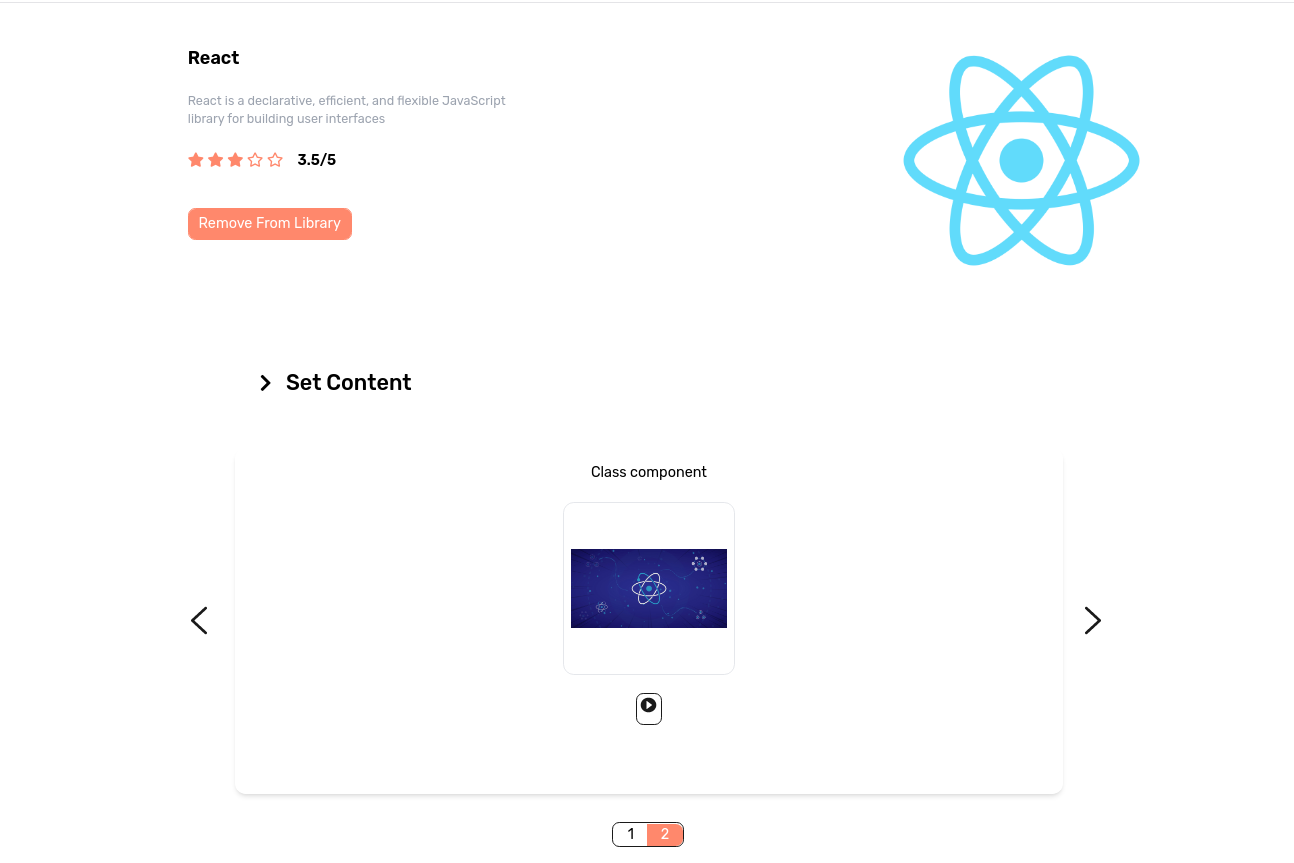 React
React is a declarative, efficient, and flexible JavaScript
library for building user interfaces
3.5/5
Remove From Library
Set Content
Class component
1 2